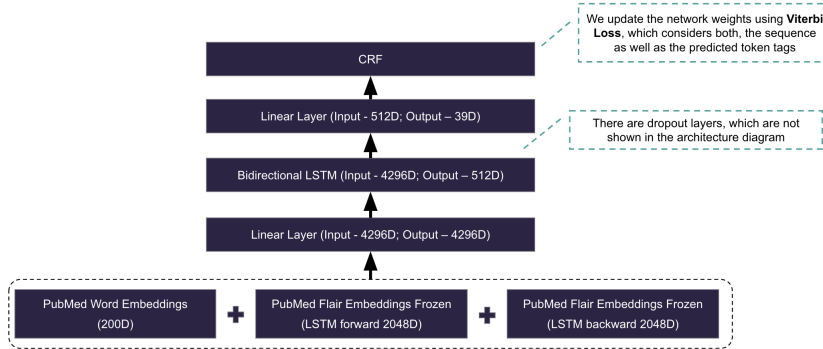 We update the network weights using Viterbi
Loss, which considers both, the sequence
as well as the predicted token tags
CRF
Linear Layer (Input - 512D; Output – 39D)
There are dropout layers, which are not
shown in the architecture diagram
Bidirectional LSTM (Input - 4296D; Output – 512D)
Linear Layer (Input - 4296D; Output – 4296D)
PubMed Word Embeddings
(200D)
PubMed Flair Embeddings Frozen
(LSTM forward 2048D)
PubMed Flair Embeddings Frozen
(LSTM backward 2048D)